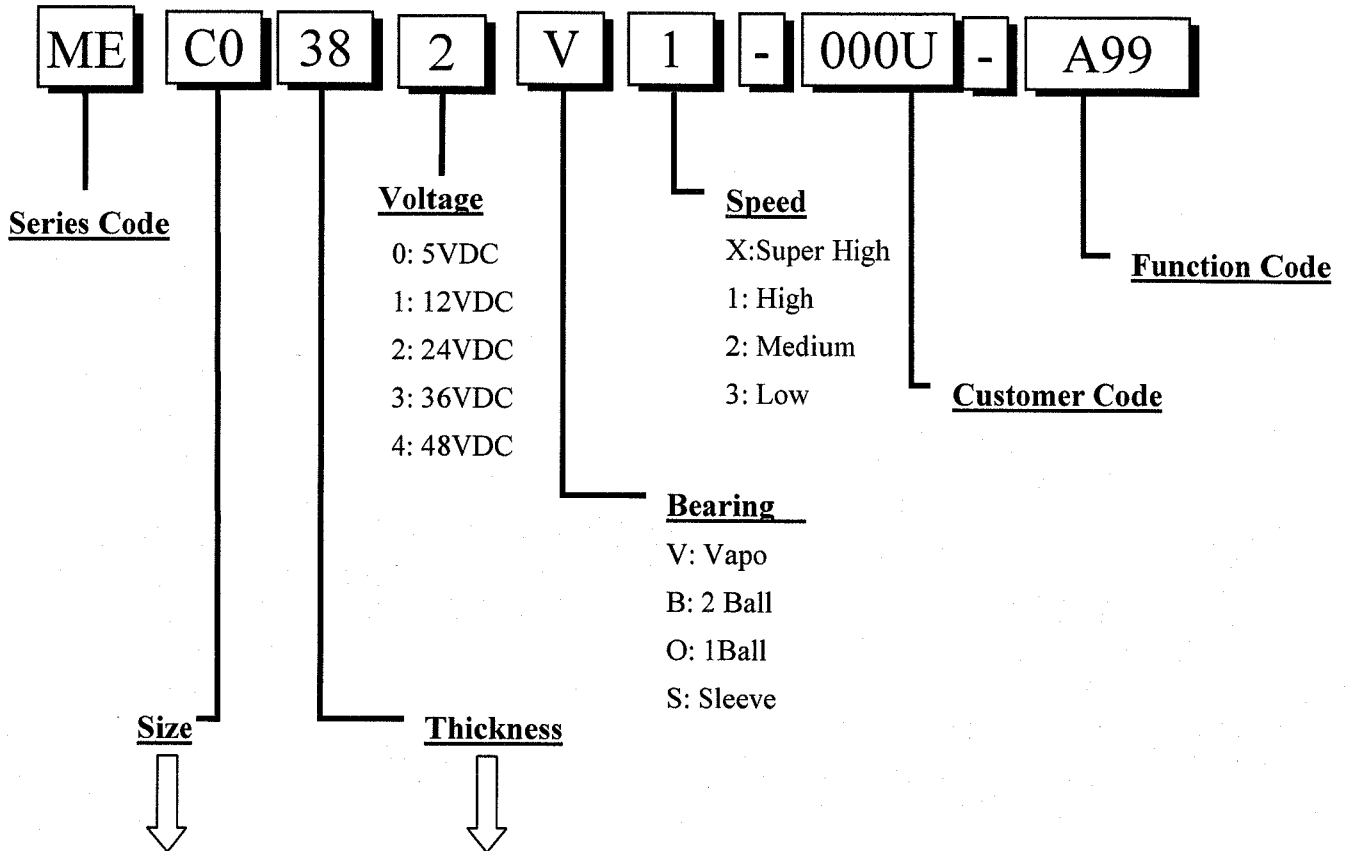 ME C0 38 2 V 1 - 000U - A99
Series Code
Voltage
0: 5VDC
1: 12VDC
2: 24VDC
3: 36VDC
4: 48VDC
Speed
X:Super High
1: High
2: Medium
3: Low
Function Code
Customer Code
Bearing
V: Vapo
B: 2 Ball
O: 1Ball
S: Sleeve
Size
Thickness